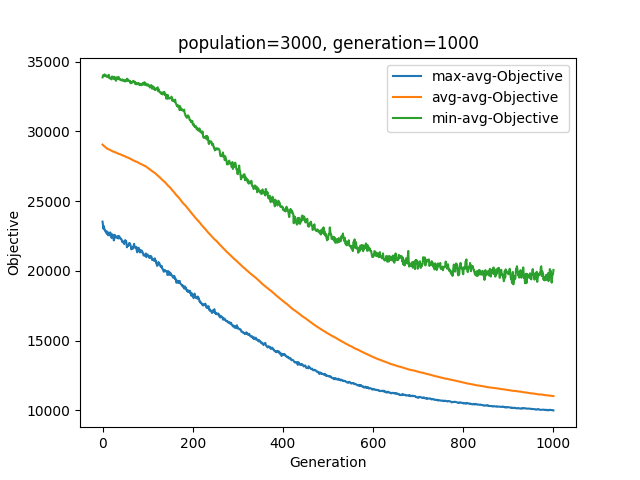 population=3000, generation=1000
max-avg-Objective
avg-avg-Objective
min-avg-Objective
Objective
35000
30000
25000
20000
15000
10000
0 200 400 600 800 1000
Generation